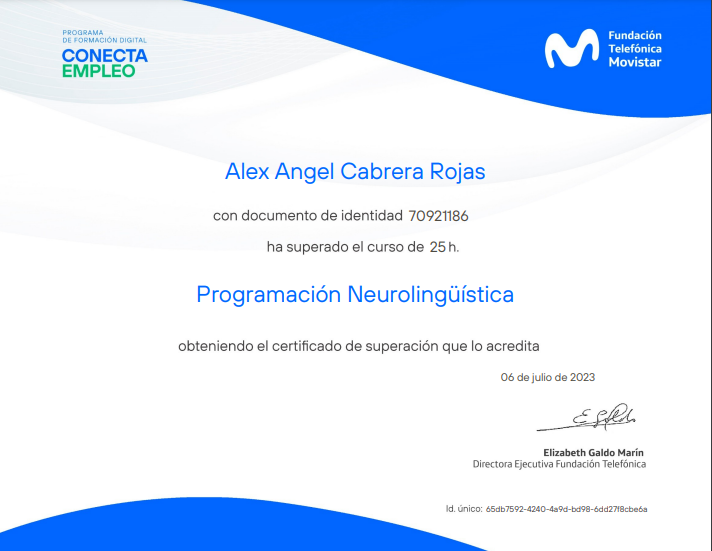 PROGRAMA
DE FORMACIÓN DIGITAL
CONECTA
EMPLEO
Fundación
Telefónica
Movistar
Alex Angel Cabrera Rojas
con documento de identidad 70921186
ha superado el curso de 25 h.
Programación Neurolingüística
obteniendo el certificado de superación que lo acredita
06 de julio de 2023
Elizabeth Galdo Marín
Directora Ejecutiva Fundación Telefónica
Id. único: 65db7592-4240-4a9d-bd98-6dd27f8cbe6a